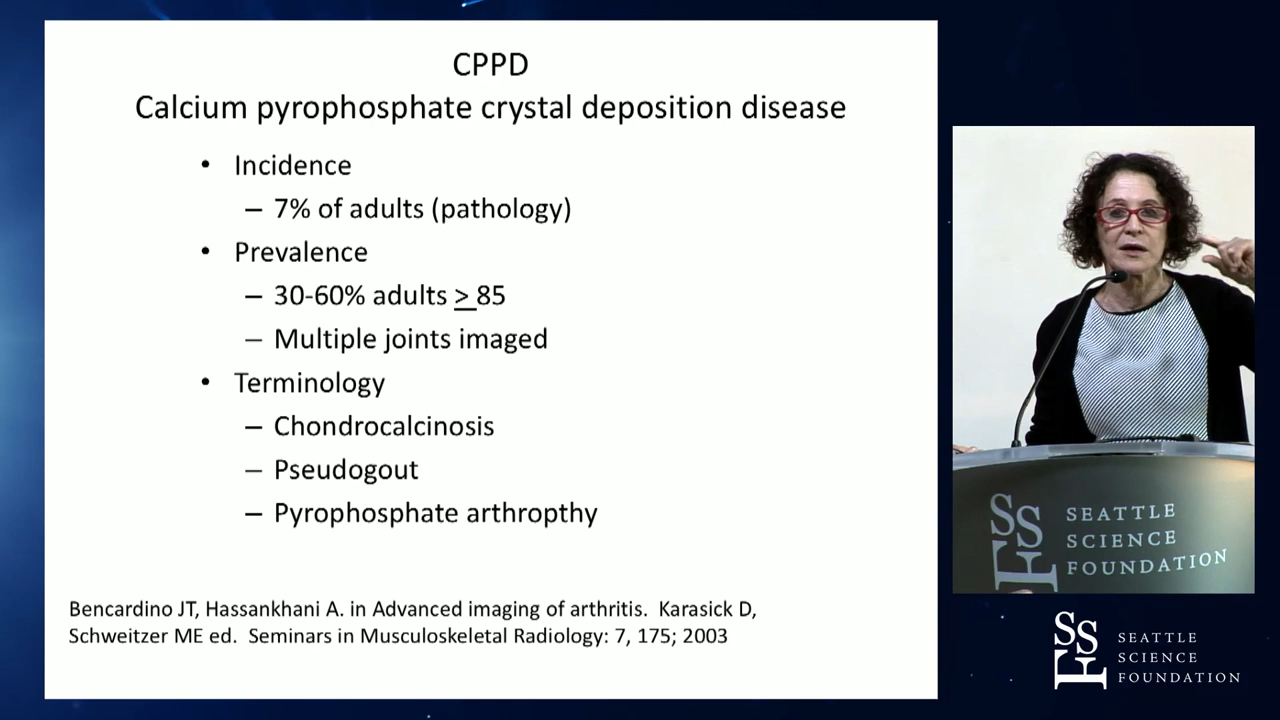 CPPD
Calcium pyrophosphate crystal deposition disease
• Incidence
– 7% of adults (pathology)
• Prevalence
– 30-60% adults > 85
– Multiple joints imaged
• Terminology
– Chondrocalcinosis
– Pseudogout
– Pyrophosphate arthropthy
Bencardino JT, Hassankhani A. in Advanced imaging of arthritis. Karasick D,
Schweitzer ME ed. Seminars in Musculoskeletal Radiology: 7, 175; 2003
SSF
SEATTLE
SCIENCE
FOUNDATION
SSF
SEATTLE
SCIENCE
FOUNDATION